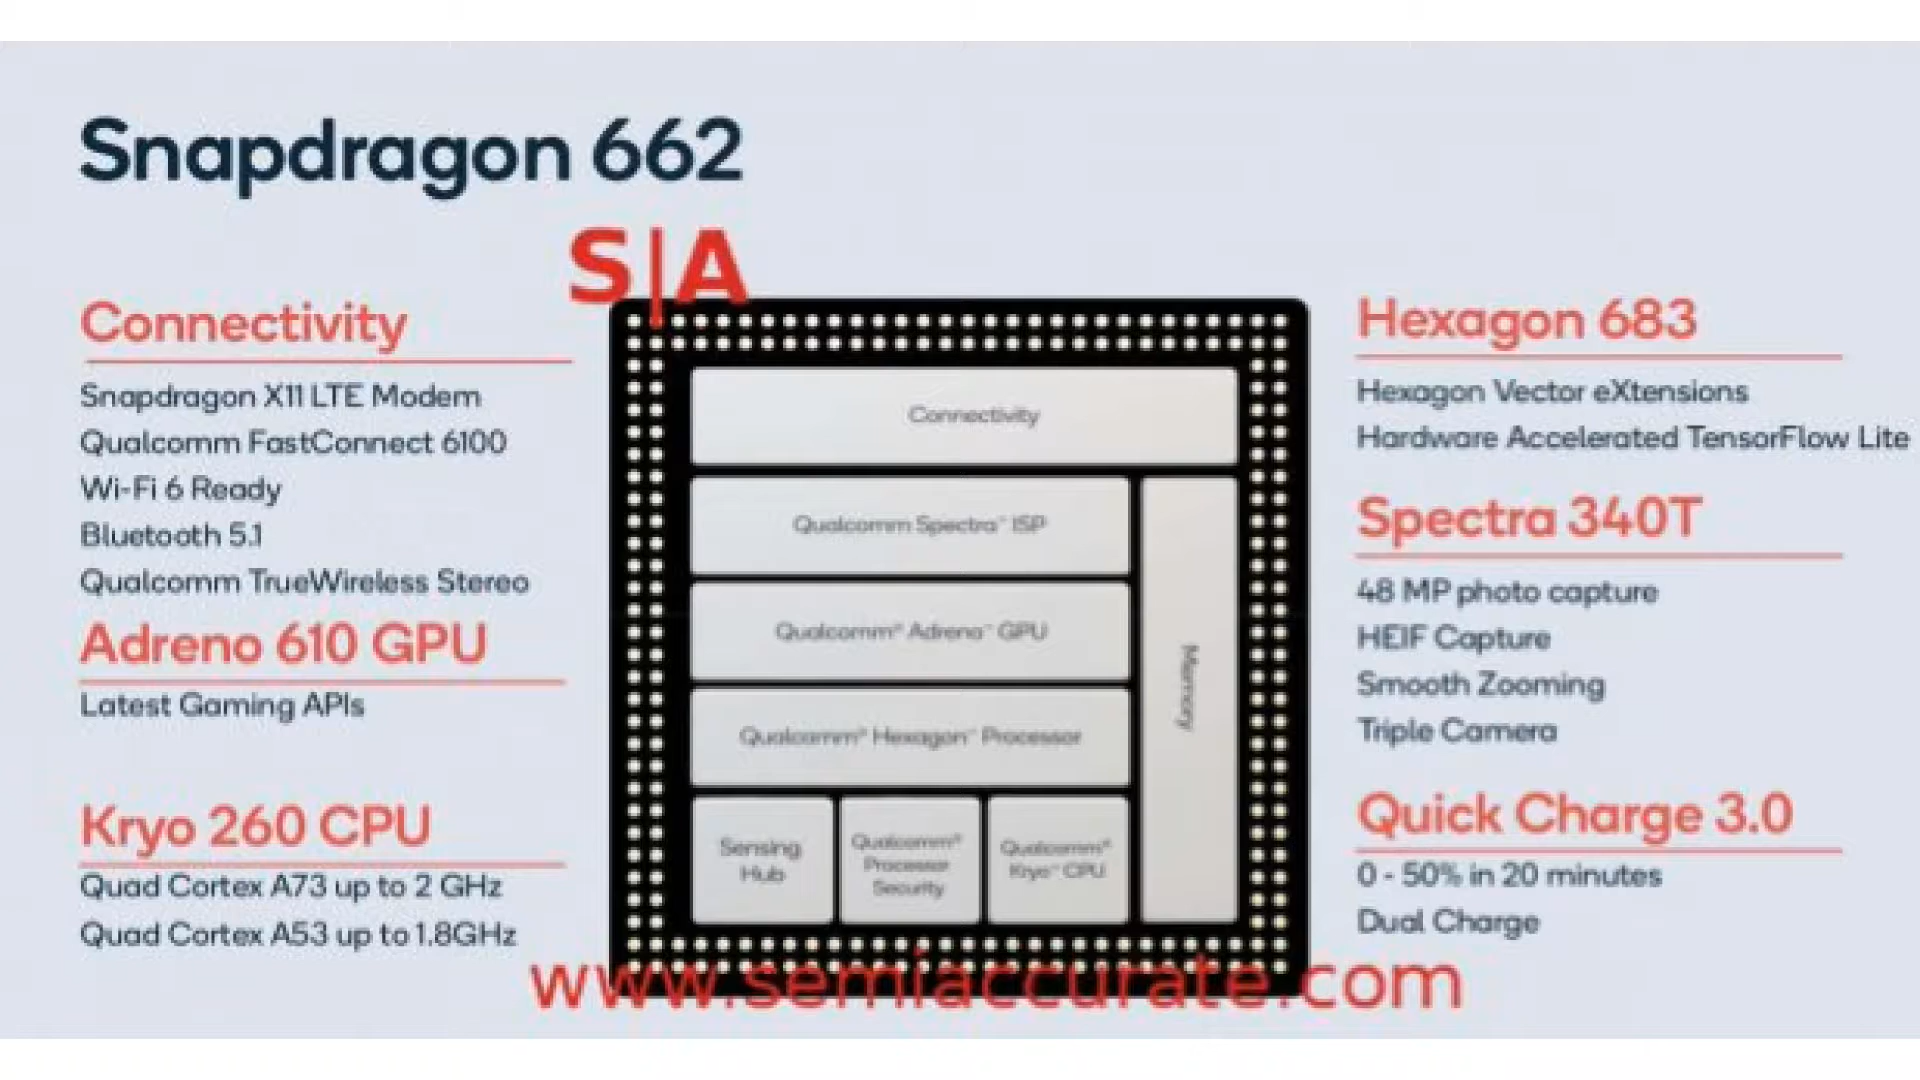 Snapdragon 662
S|A
Connectivity
Snapdragon X11 LTE Modem
Qualcomm FastConnect 6100
Wi-Fi 6 Ready
Bluetooth 5.1
Qualcomm TrueWireless Stereo
Adreno 610 GPU
Latest Gaming APIs
Kryo 260 CPU
Quad Cortex A73 up to 2 GHz
Quad Cortex A53 up to 1.8GHz
Connectivity
Qualcomm Spectra™ ISP
Qualcomm® Adreno™ GPU
Qualcomm® Hexagon™ Processor
Sensing
Hub
Qualcomm®
Processor
Security
Qualcomm®
Kryo™ CPU
Memory
Hexagon 683
Hexagon Vector eXtensions
Hardware Accelerated TensorFlow Lite
Spectra 340T
48 MP photo capture
HEIF Capture
Smooth Zooming
Triple Camera
Quick Charge 3.0
0 - 50% in 20 minutes
Dual Charge
www.semiaccurate.com